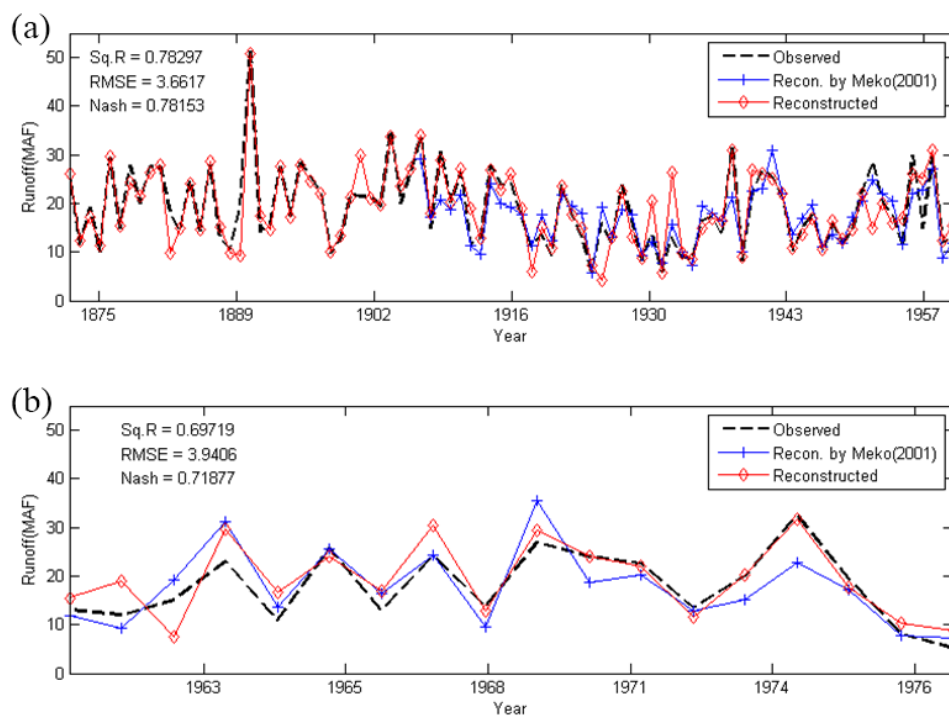 (a)
Sq.R = 0.78297
RMSE = 3.6617
Nash = 0.78153
Observed
Recon. by Meko(2001)
Reconstructed
Runoff(MAF)
50
40
30
20
10
0
1875 1889 1902 1916 1930 1943 1957
Year
(b)
Sq.R = 0.69719
RMSE = 3.9406
Nash = 0.71877
Observed
Recon. by Meko(2001)
Reconstructed
Runoff(MAF)
50
40
30
20
10
0
1963 1965 1968 1971 1974 1976
Year